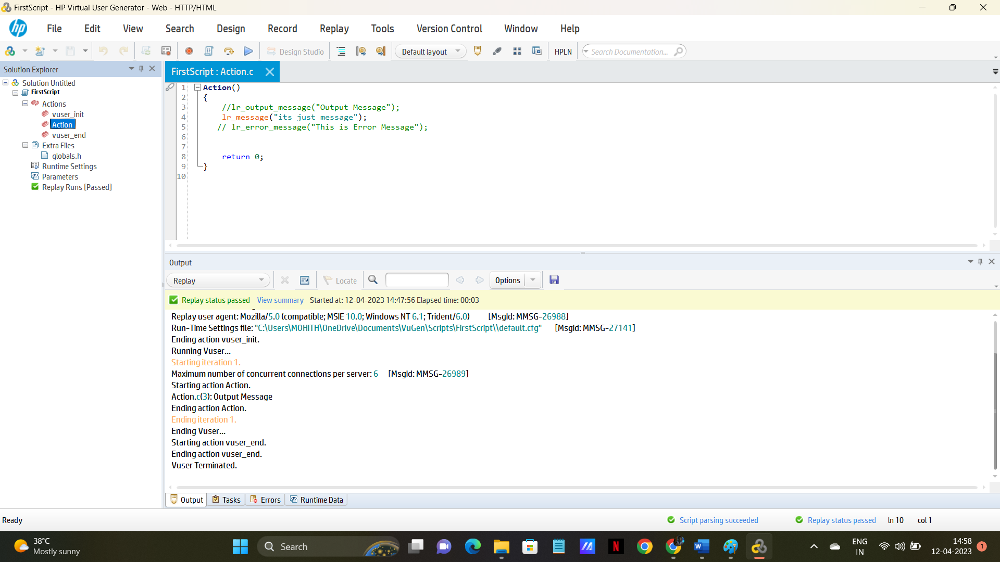 FirstScript - HP Virtual User Generator - Web - HTTP/HTML
hp File Edit View Search Design Record Replay Tools Version Control Window Help
Design Studio Default layout HPLN Search Documentation...
Solution Explorer
Solution Untitled
FirstScript
Actions
vuser_init
Action
vuser_end
Extra Files
globals.h
Runtime Settings
Parameters
Replay Runs [Passed]
FirstScript : Action.c
1 Action()
2 {
3 //lr_output_message("Output Message");
4 lr_message("its just message");
5 // lr_error_message("This is Error Message");
6
7
8 return 0;
9 }
10
Output
Replay Locate Options
Replay status passed View summary Started at: 12-04-2023 14:47:56 Elapsed time: 00:03
Replay user agent: Mozilla/5.0 (compatible; MSIE 10.0; Windows NT 6.1; Trident/6.0) [MsgId: MMSG-26988]
Run-Time Settings file: "C:\Users\MOHITH\OneDrive\Documents\VuGen\Scripts\FirstScript\\default.cfg" [MsgId: MMSG-27141]
Ending action vuser_init.
Running Vuser...
Starting iteration 1.
Maximum number of concurrent connections per server: 6 [MsgId: MMSG-26989]
Starting action Action.
Action.c(3): Output Message
Ending action Action.
Ending iteration 1.
Ending Vuser...
Starting action vuser_end.
Ending action vuser_end.
Vuser Terminated.
Output Tasks Errors Runtime Data
Ready Script parsing succeeded Replay status passed ln 10 col 1
38°C
Mostly sunny
Search
ENG
IN
14:58
12-04-2023
1